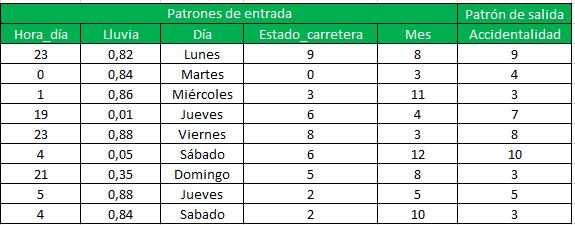 Patrones de entrada Patrón de salida
Hora_día Lluvia Día Estado_carretera Mes Accidentalidad
23 0,82 Lunes 9 8 9
0 0,84 Martes 0 3 4
1 0,86 Miércoles 3 11 3
19 0,01 Jueves 6 4 7
23 0,88 Viernes 8 3 8
4 0,05 Sábado 6 12 10
21 0,35 Domingo 5 8 3
5 0,88 Jueves 2 5 5
4 0,84 Sabado 2 10 3